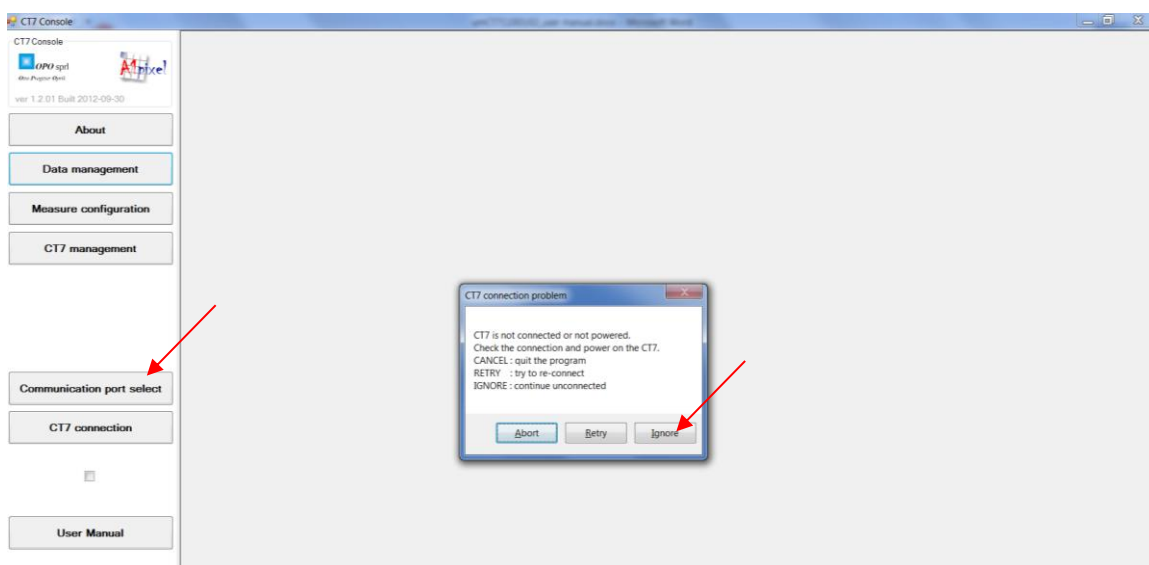 CT7 Console
CT7 Console
OPO sprl
A1pixel
ver 1.2.01 Built 2012-09-30
About
Data management
Measure configuration
CT7 management
Communication port select
CT7 connection
User Manual
CT7 connection problem
CT7 is not connected or not powered.
Check the connection and power on the CT7.
CANCEL : quit the program
RETRY : try to re-connect
IGNORE : continue unconnected
Abort
Retry
Ignore